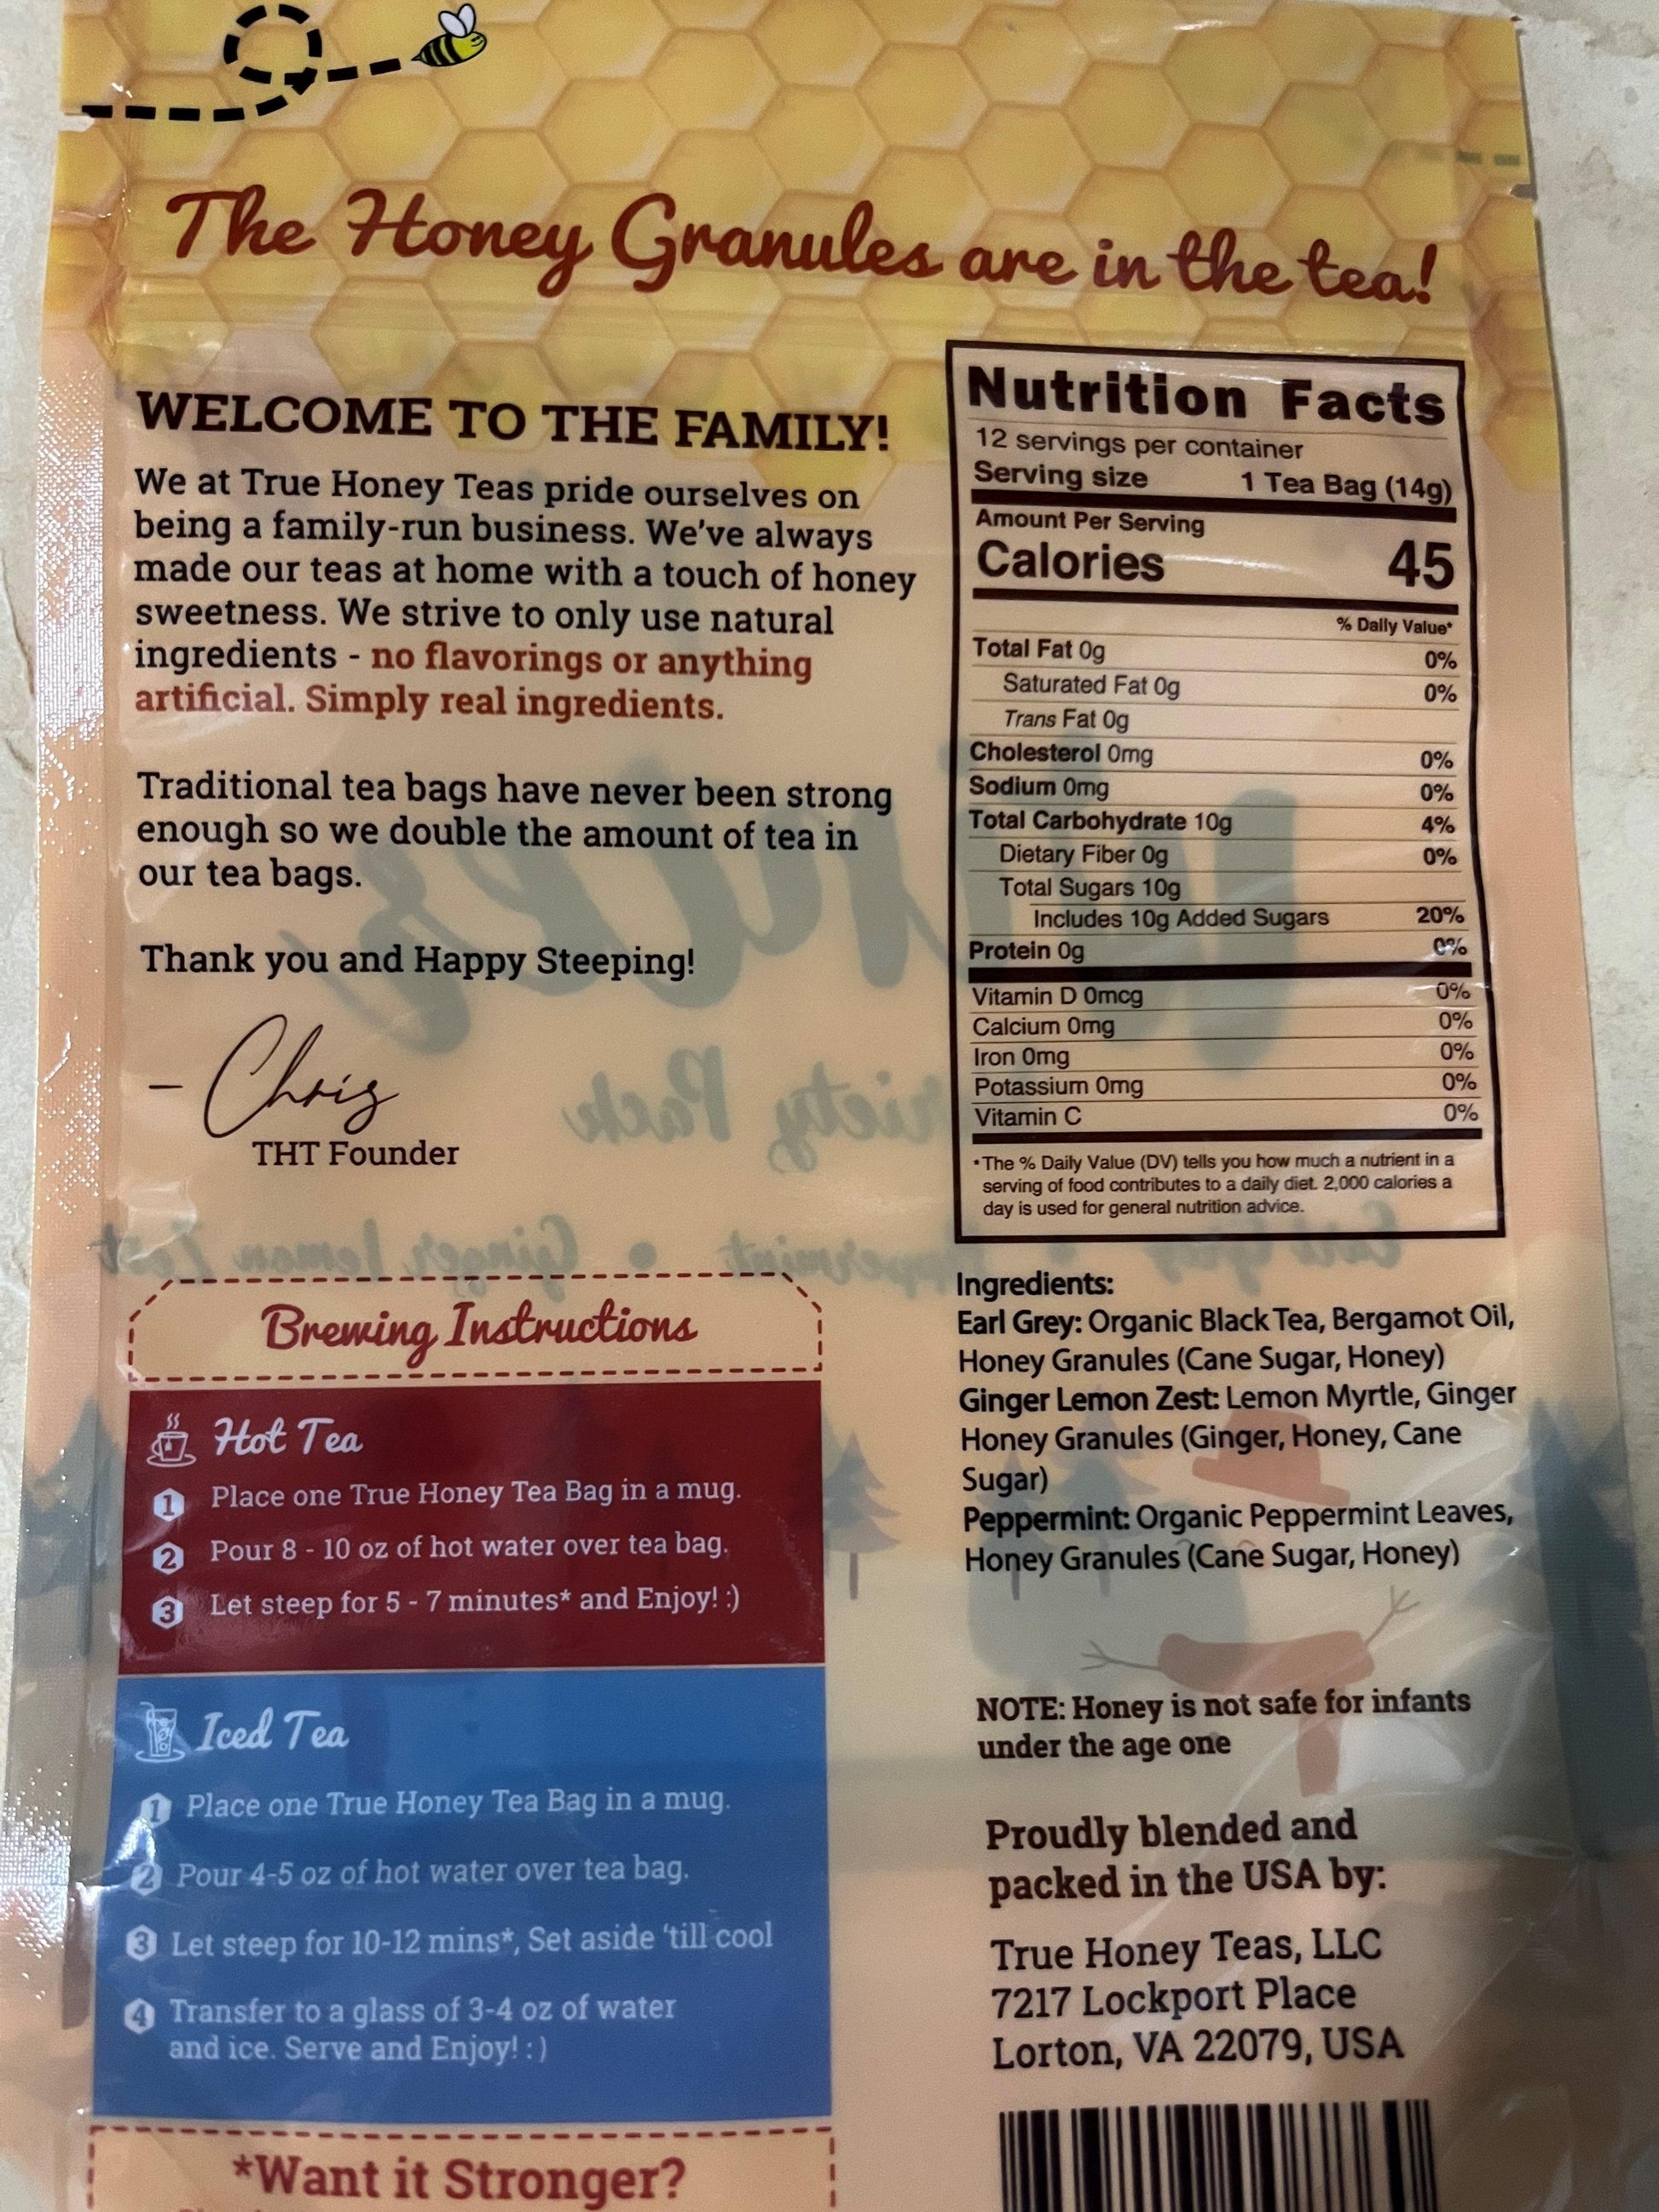 The Honey Granules are in the tea!
WELCOME TO THE FAMILY!
We at True Honey Teas pride ourselves on
being a family-run business. We've always
made our teas at home with a touch of honey
sweetness. We strive to only use natural
ingredients - no flavorings or anything
artificial. Simply real ingredients.
Traditional tea bags have never been strong
enough so we double the amount of tea in
our tea bags.
Thank you and Happy Steeping!
– Chris
THT Founder
Nutrition Facts
12 servings per container
Serving size 1 Tea Bag (14g)
Amount Per Serving
Calories 45
% Daily Value*
Total Fat 0g 0%
Saturated Fat 0g 0%
Trans Fat 0g
Cholesterol 0mg 0%
Sodium 0mg 0%
Total Carbohydrate 10g 4%
Dietary Fiber 0g 0%
Total Sugars 10g
Includes 10g Added Sugars 20%
Protein 0g 0%
Vitamin D 0mcg 0%
Calcium 0mg 0%
Iron 0mg 0%
Potassium 0mg 0%
Vitamin C 0%
*The % Daily Value (DV) tells you how much a nutrient in a
serving of food contributes to a daily diet. 2,000 calories a
day is used for general nutrition advice.
Brewing Instructions
Hot Tea
1 Place one True Honey Tea Bag in a mug.
2 Pour 8 - 10 oz of hot water over tea bag.
3 Let steep for 5 - 7 minutes* and Enjoy! :)
Iced Tea
1 Place one True Honey Tea Bag in a mug.
2 Pour 4-5 oz of hot water over tea bag.
3 Let steep for 10-12 mins*, Set aside 'till cool
4 Transfer to a glass of 3-4 oz of water
and ice. Serve and Enjoy! : )
*Want it Stronger?
Ingredients:
Earl Grey: Organic Black Tea, Bergamot Oil,
Honey Granules (Cane Sugar, Honey)
Ginger Lemon Zest: Lemon Myrtle, Ginger
Honey Granules (Ginger, Honey, Cane
Sugar)
Peppermint: Organic Peppermint Leaves,
Honey Granules (Cane Sugar, Honey)
NOTE: Honey is not safe for infants
under the age one
Proudly blended and
packed in the USA by:
True Honey Teas, LLC
7217 Lockport Place
Lorton, VA 22079, USA